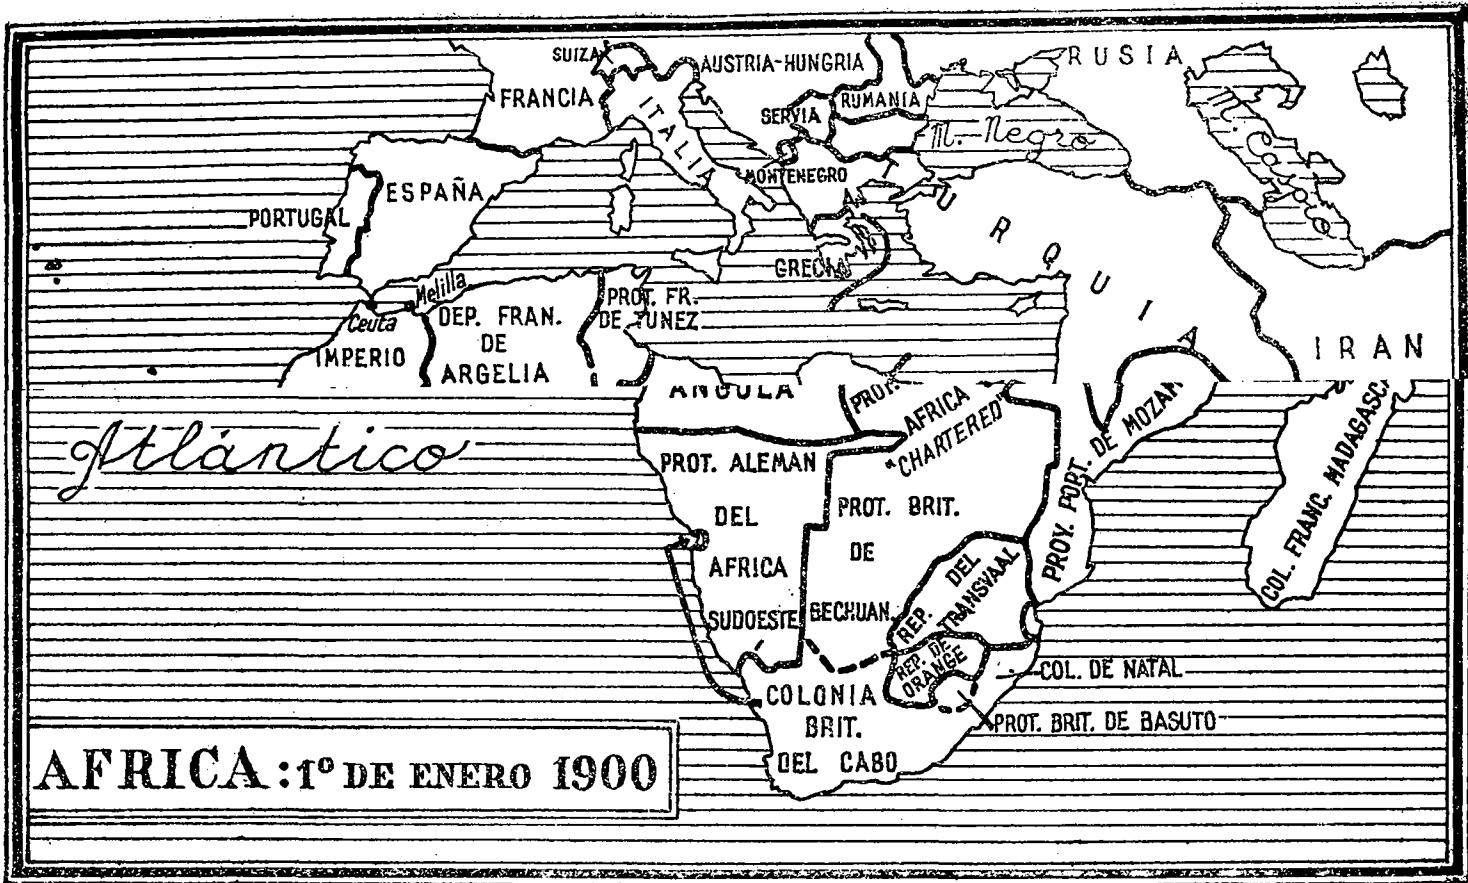 SUIZA
AUSTRIA-HUNGRIA
RUSIA
FRANCIA
ITALIA
SERVIA
RUMANIA
M. Negro
M. Caspio
MONTENEGRO
ESPAÑA
PORTUGAL
TURQUIA
GRECIA
Melilla
Ceuta
PROT. FR.
DE TUNEZ
DEP. FRAN.
DE
ARGELIA
IMPERIO
IRAN
ANGOLA
PROT.
AFRICA
"CHARTERED"
PROV. PORT. DE MOZAM
COL. FRANC. MADAGASC
Atlántico
PROT. ALEMAN
DEL
AFRICA
SUDOESTE
PROT. BRIT.
DE
BECHUAN.
REP. DEL
TRANSVAAL
REP. DE
ORANGE
COL. DE NATAL
PROT. BRIT. DE BASUTO
COLONIA
BRIT.
DEL CABO
AFRICA: 1º DE ENERO 1900